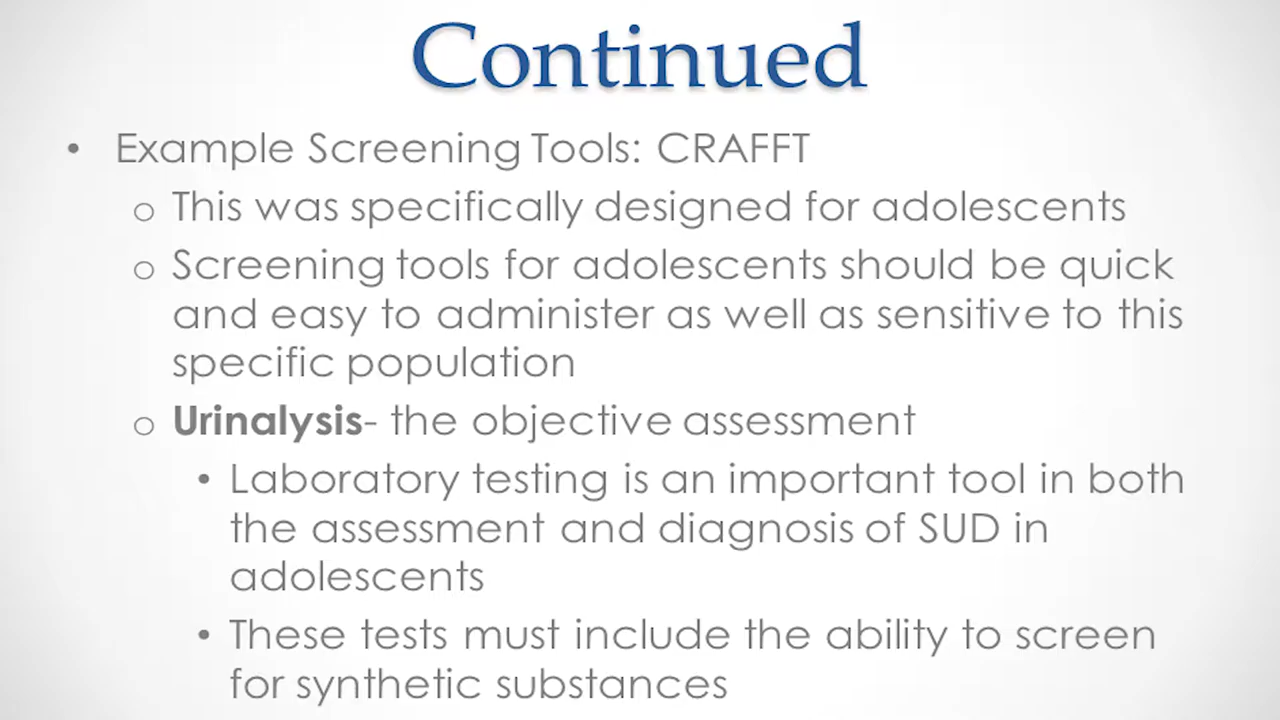 Continued
• Example Screening Tools: CRAFFT
o This was specifically designed for adolescents
o Screening tools for adolescents should be quick
and easy to administer as well as sensitive to this
specific population
o Urinalysis- the objective assessment
• Laboratory testing is an important tool in both
the assessment and diagnosis of SUD in
adolescents
• These tests must include the ability to screen
for synthetic substances